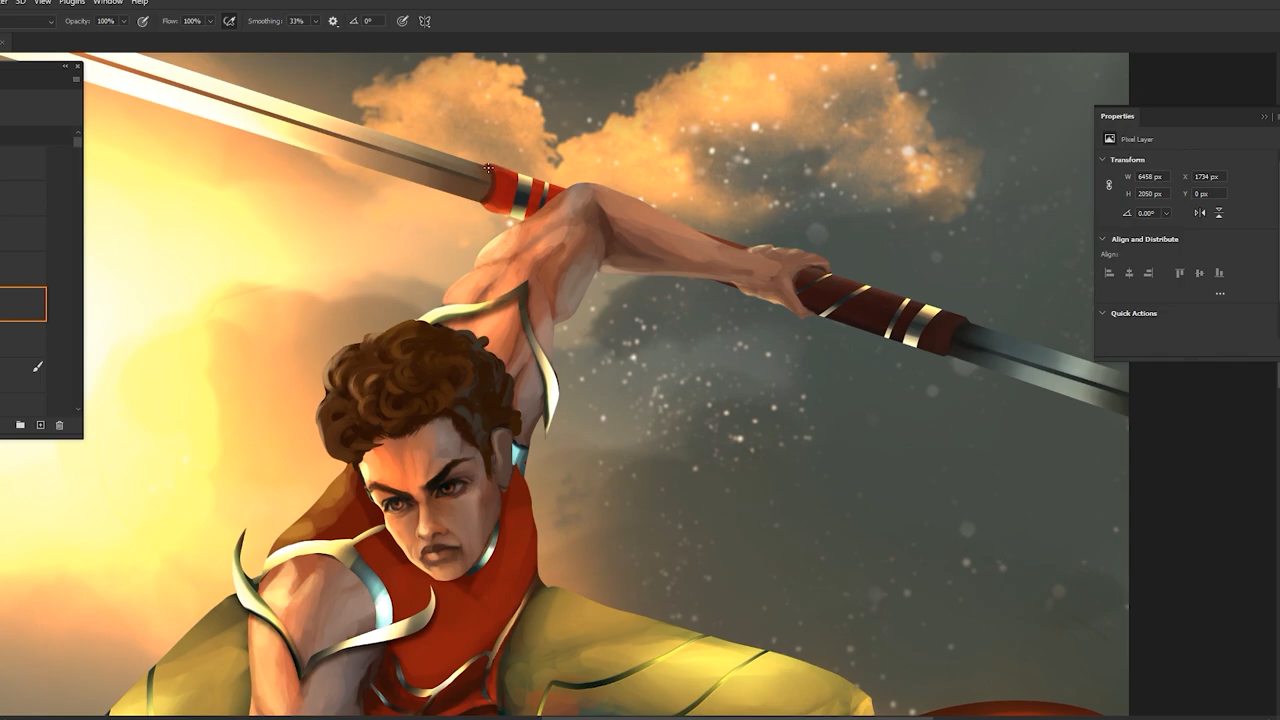 3D View Plugins Window Help
Opacity: 100% Flow: 100% Smoothing: 33% 0°
Properties
Pixel Layer
Transform
W 6458 px X 1734 px
H 2050 px Y 0 px
0.00°
Align and Distribute
Align:
Quick Actions